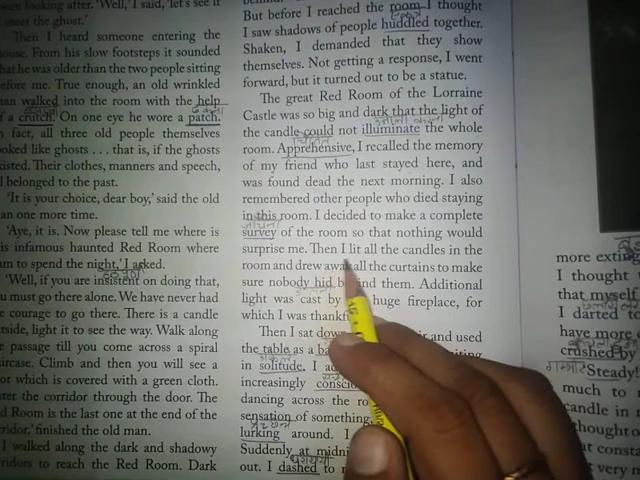 been looking after. 'Well,' I said, 'let's see if
meet the ghost.'
Then I heard someone entering the
house. From his slow footsteps it sounded
that he was older than the two people sitting
before me. True enough, an old wrinkled
man walked into the room with the help
of a crutch. On one eye he wore a patch.
In fact, all three old people themselves
looked like ghosts . . . that is, if the ghosts
existed. Their clothes, manners and speech,
all belonged to the past.
'It is your choice, dear boy,' said the old
man one more time.
'Aye, it is. Now please tell me where is
this infamous haunted Red Room where
am to spend the night,' I asked.
'Well, if you are insistent on doing that,
you must go there alone. We have never had
the courage to go there. There is a candle
outside, light it to see the way. Walk along
the passage till you come across a spiral
staircase. Climb and then you will see a
door which is covered with a green cloth.
Enter the corridor through the door. The
Red Room is the last one at the end of the
corridor,' finished the old man.
I walked along the dark and shadowy
corridors to reach the Red Room. Dark
But before I reached the room I thought
I saw shadows of people huddled together.
Shaken, I demanded that they show
themselves. Not getting a response, I went
forward, but it turned out to be a statue.
The great Red Room of the Lorraine
Castle was so big and dark that the light of
the candle could not illuminate the whole
room. Apprehensive, I recalled the memory
of my friend who last stayed here, and
was found dead the next morning. I also
remembered other people who died staying
in this room. I decided to make a complete
survey of the room so that nothing would
surprise me. Then I lit all the candles in the
room and drew away all the curtains to make
sure nobody hid behind them. Additional
light was cast by huge fireplace, for
which I was thankf
Then I sat down and used
the table as a
in solitude. I
increasingly consc
dancing across the ro
sensation of something
lurking around. I
Suddenly at midni
out. I dashed to
more exting
I thought
that myself
I darted
have more
crushed by
Steady!
much to
candle in
thought o
at consta